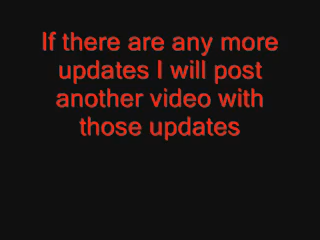 If there are any more
updates I will post
another video with
those updates